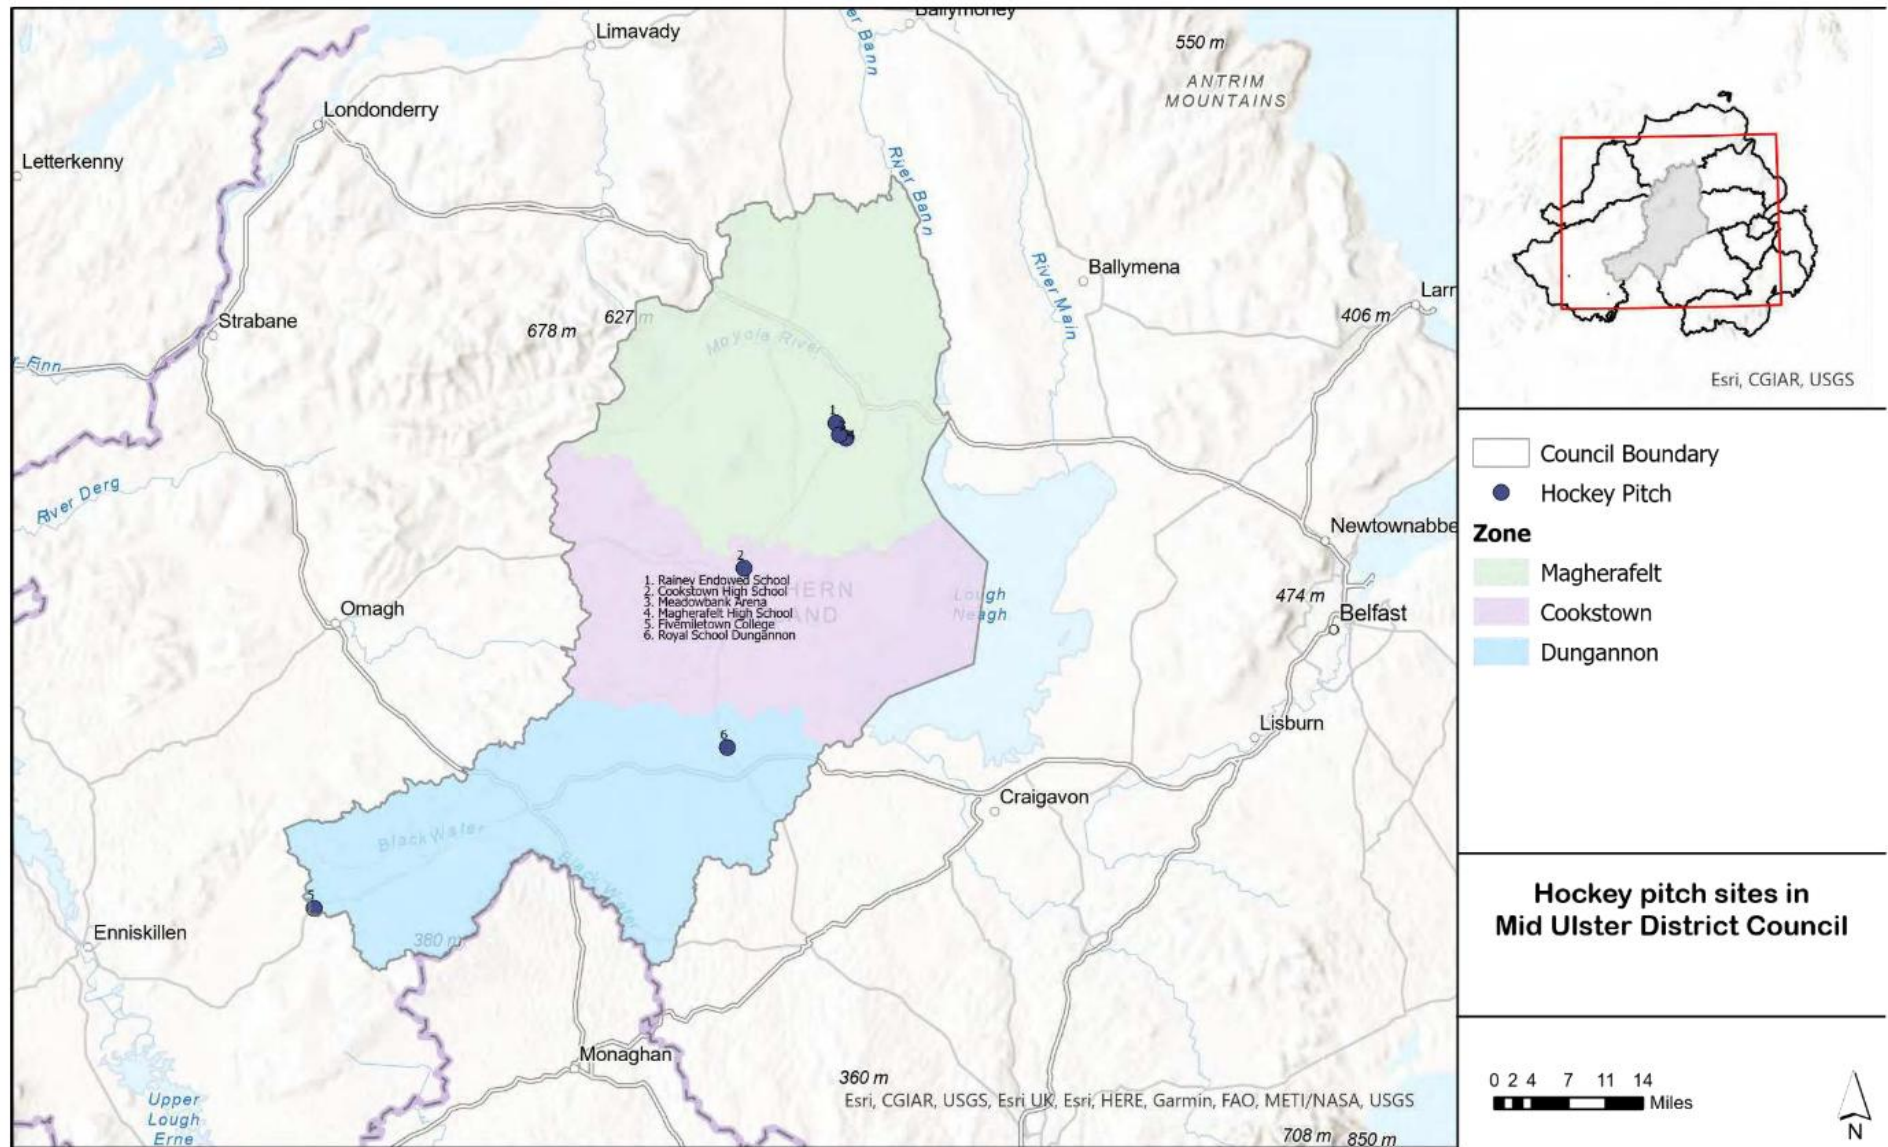 Ballymoney
Limavady
River Bann
550 m
ANTRIM
MOUNTAINS
Londonderry
Letterkenny
River Bann
Ballymena
River Main
Larn
406 m
Strabane
627 m
678 m
Moyola River
r Finn
1
River Derg
Newtownabbe
2
1. Rainey Endowed School
2. Cookstown High School
3. Meadowbank Arena
4. Magherafelt High School
5. Fivemiletown College
6. Royal School Dungannon
HERN
AND
Lough
Neagh
474 m
Belfast
Omagh
Lisburn
6
Craigavon
BlackWater
Black Water
5
Enniskillen
380 m
Monaghan
360 m
Upper
Lough
Erne
Esri, CGIAR, USGS, Esri UK, Esri, HERE, Garmin, FAO, METI/NASA, USGS
708 m
850 m
Esri, CGIAR, USGS
Council Boundary
Hockey Pitch
Zone
Magherafelt
Cookstown
Dungannon
Hockey pitch sites in
Mid Ulster District Council
0 2 4 7 11 14
Miles
N